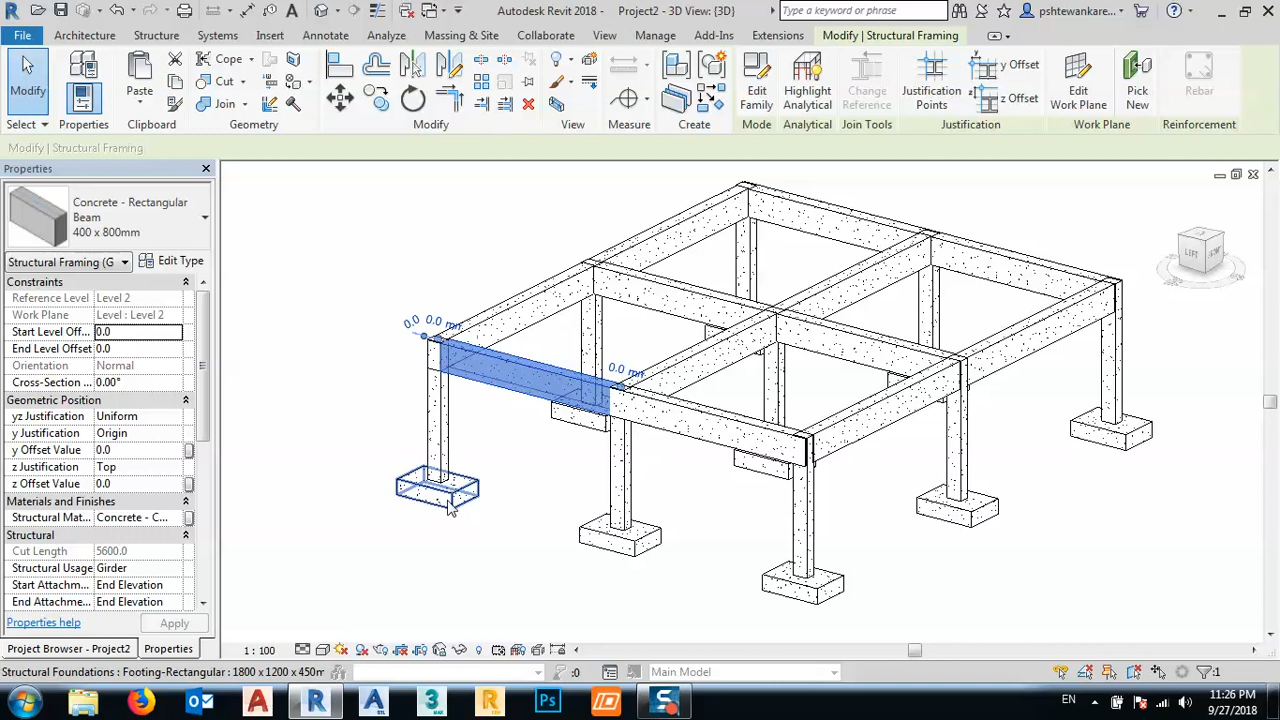 Autodesk Revit 2018 - Project2 - 3D View: {3D}
Type a keyword or phrase
pshtewankare...
File Architecture Structure Systems Insert Annotate Analyze Massing & Site Collaborate View Manage Add-Ins Extensions Modify | Structural Framing
Modify
Select
Properties
Paste
Clipboard
Cope
Cut
Join
Geometry
Modify
View
Measure
Create
Edit
Family
Mode
Highlight
Analytical
Analytical
Change
Reference
Join Tools
Justification
Points
y Offset
z Offset
Justification
Edit
Work Plane
Work Plane
Pick
New
Rebar
Reinforcement
Modify | Structural Framing
Properties
Concrete - Rectangular
Beam
400 x 800mm
Structural Framing (G
Edit Type
Constraints
Reference Level Level 2
Work Plane Level : Level 2
Start Level Off... 0.0
End Level Offset 0.0
Orientation Normal
Cross-Section ... 0.00°
Geometric Position
yz Justification Uniform
y Justification Origin
y Offset Value 0.0
z Justification Top
z Offset Value 0.0
Materials and Finishes
Structural Mat... Concrete - C...
Structural
Cut Length 5600.0
Structural Usage Girder
Start Attachm... End Elevation
End Attachme... End Elevation
Properties help
Apply
Project Browser - Project2
Properties
0.0 0.0 mm
0.0 mm
LEFT
1 : 100
Structural Foundations : Footing-Rectangular : 1800 x 1200 x 450m
:0
Main Model
:1
EN
11:26 PM
9/27/2018